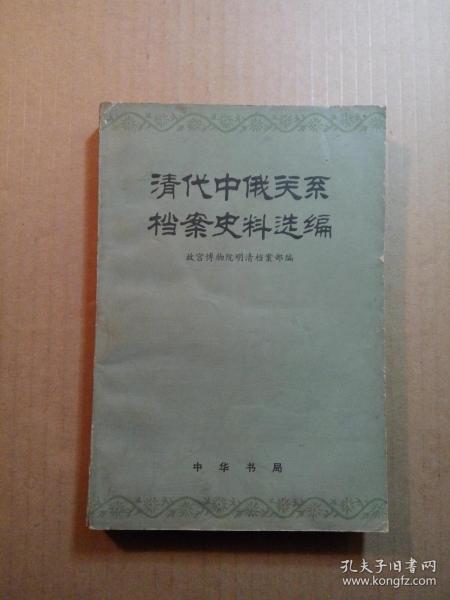 清代中俄关系
档案史料选编
故宫博物院明清档案部编
中华书局
孔夫子旧书网
www.kongfz.com